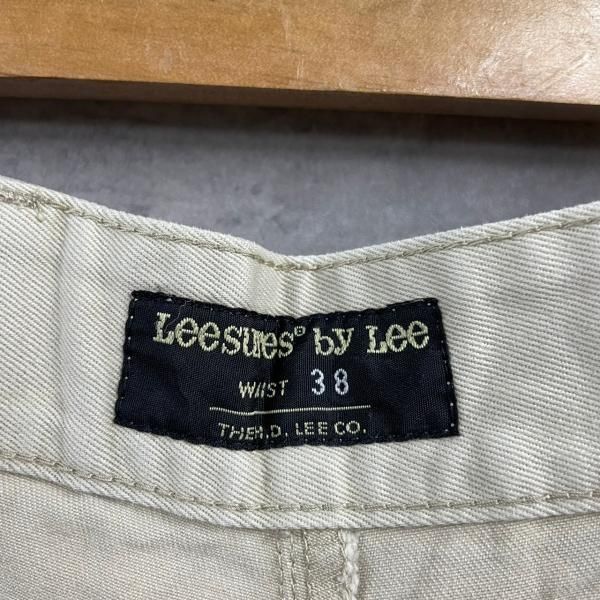 Leesures® by Lee
WAIST 38
THE H.D. LEE CO.